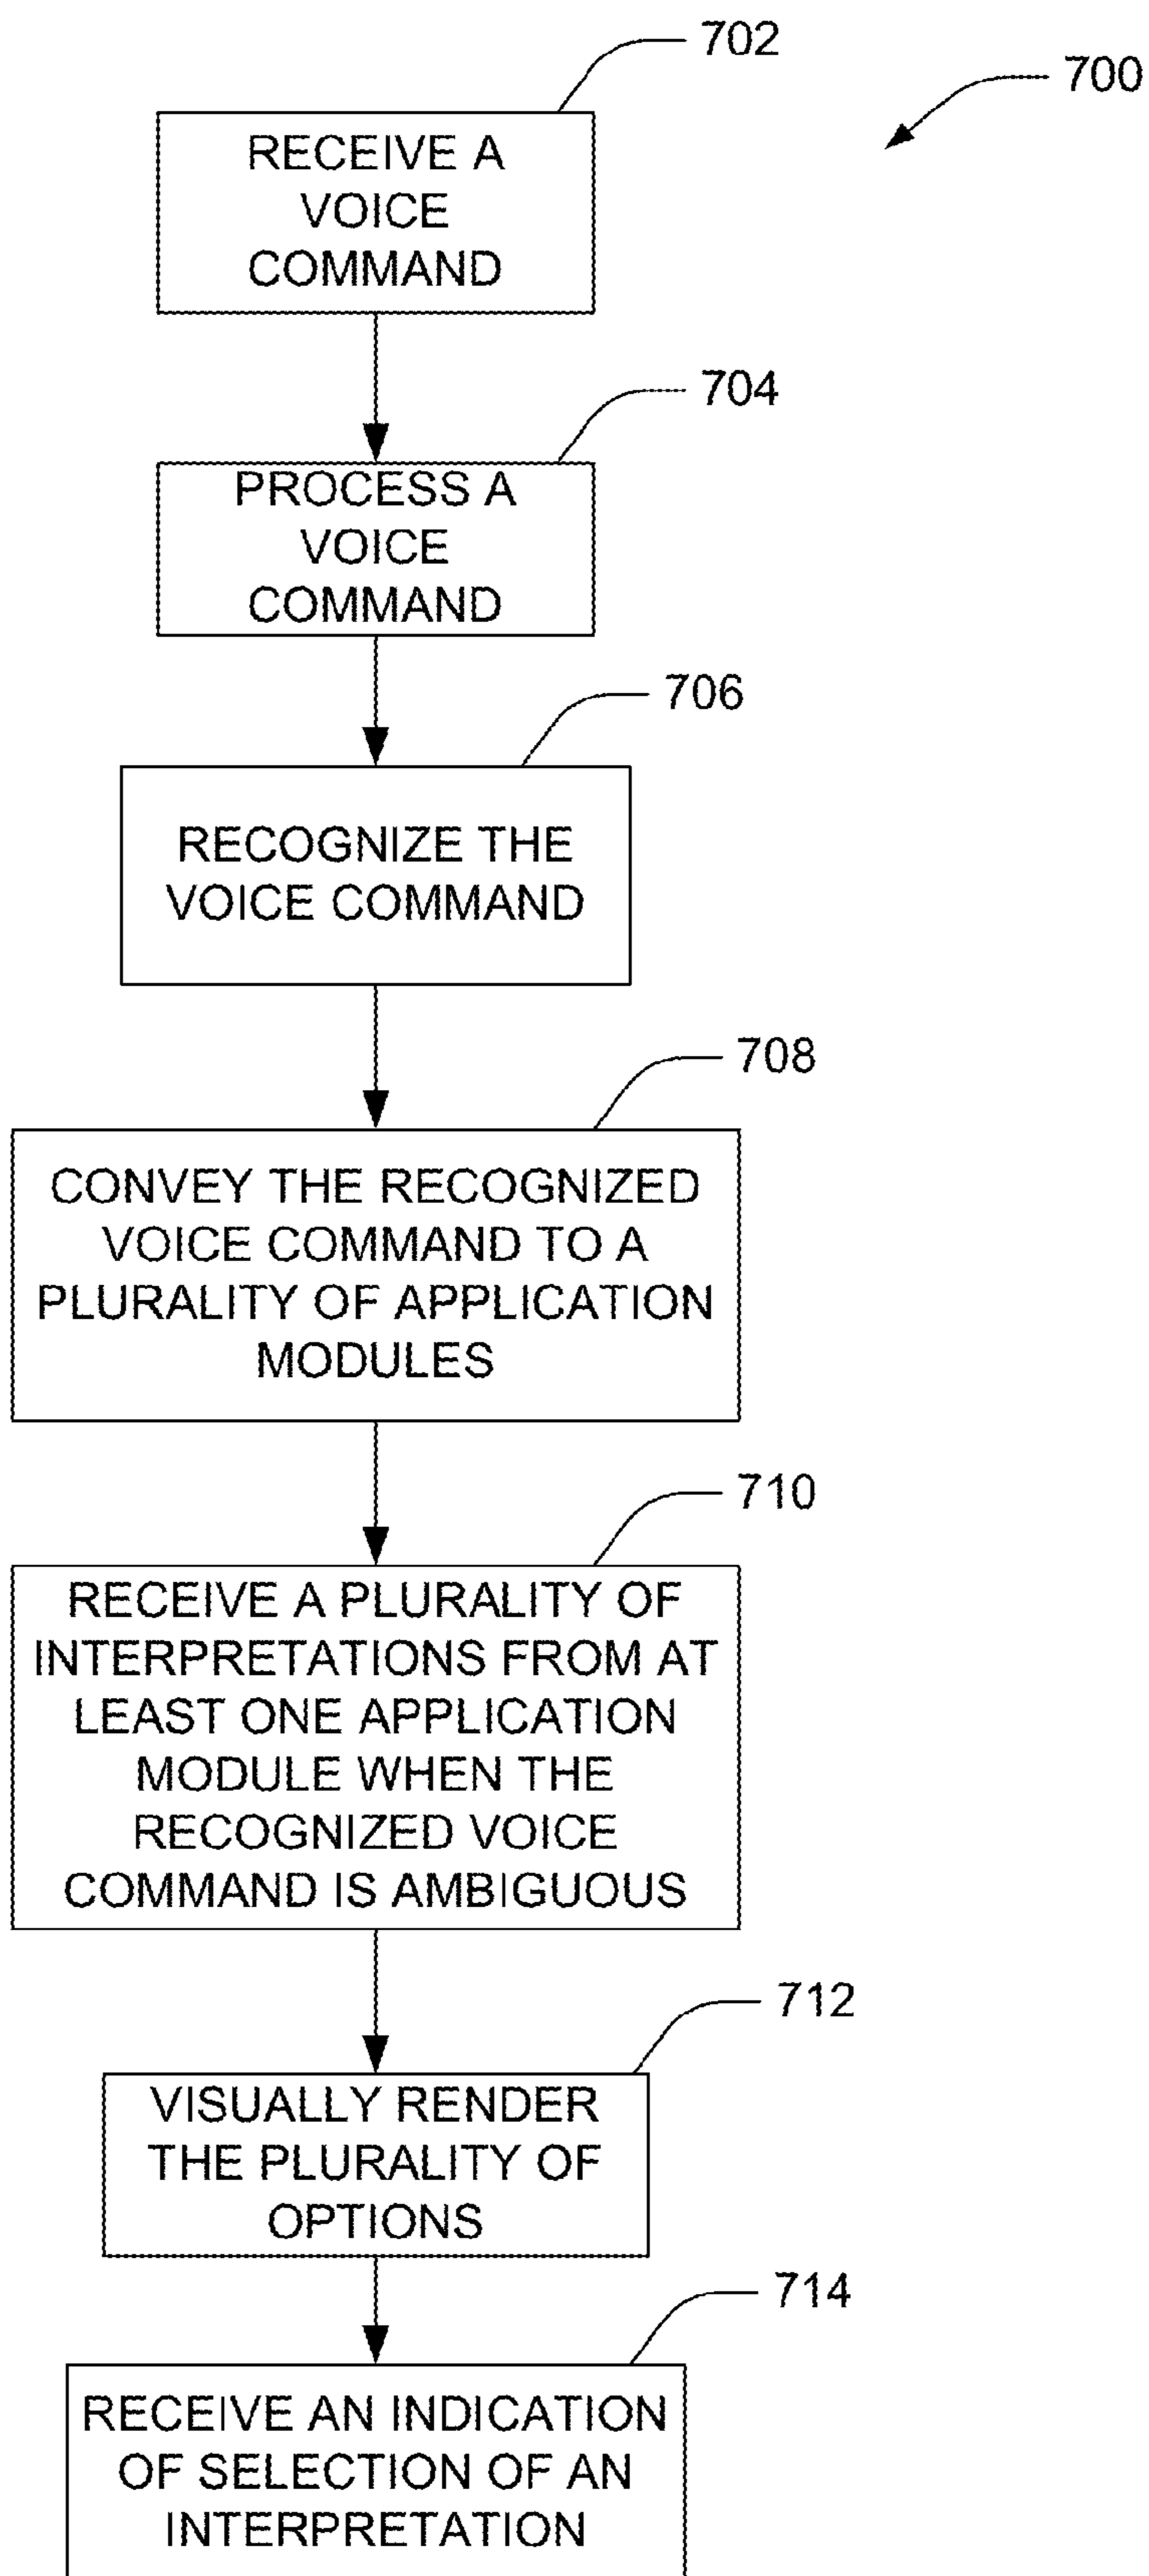 702
700
RECEIVE A
VOICE
COMMAND
704
PROCESS A
VOICE
COMMAND
706
RECOGNIZE THE
VOICE COMMAND
708
CONVEY THE RECOGNIZED
VOICE COMMAND TO A
PLURALITY OF APPLICATION
MODULES
710
RECEIVE A PLURALITY OF
INTERPRETATIONS FROM AT
LEAST ONE APPLICATION
MODULE WHEN THE
RECOGNIZED VOICE
COMMAND IS AMBIGUOUS
712
VISUALLY RENDER
THE PLURALITY OF
OPTIONS
714
RECEIVE AN INDICATION
OF SELECTION OF AN
INTERPRETATION